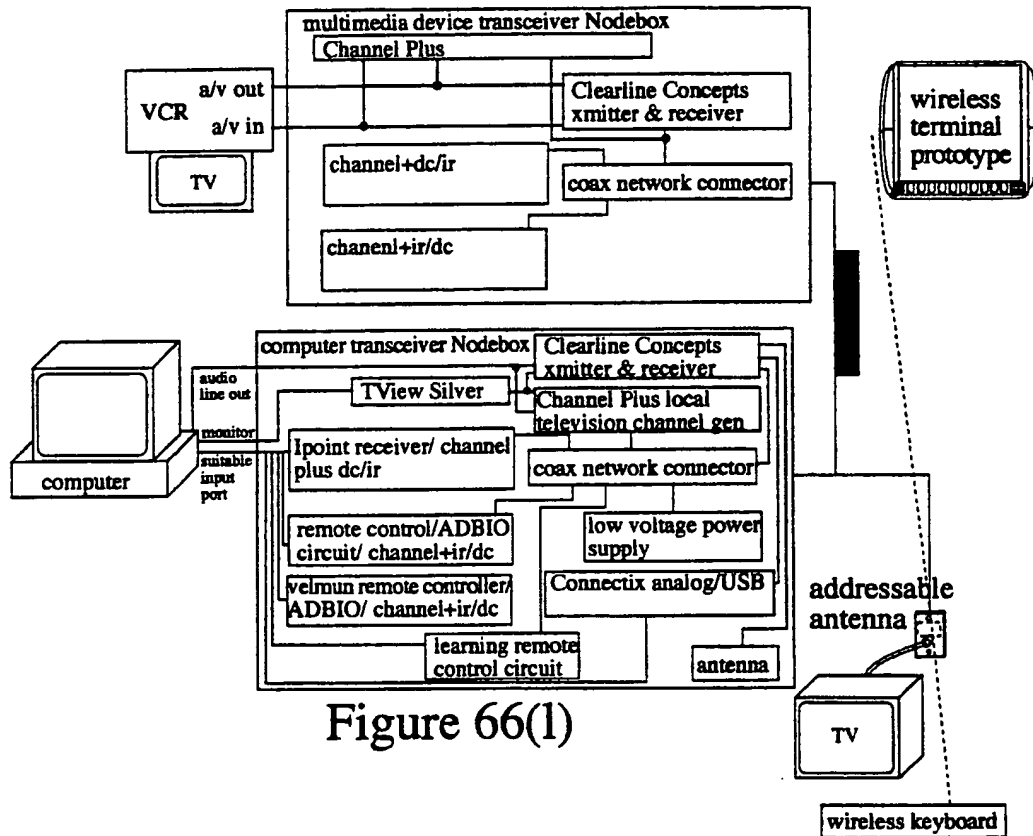 multimedia device transceiver Nodebox
Channel Plus
VCR
a/v out
a/v in
TV
Clearline Concepts
xmitter & receiver
channel+dc/ir
coax network connector
chanenl+ir/dc
wireless
terminal
prototype
computer transceiver Nodebox
Clearline Concepts
xmitter & receiver
audio
line out
TView Silver
Channel Plus local
television channel gen
monitor
suitable
input
port
computer
Ipoint receiver/ channel
plus dc/ir
coax network connector
remote control/ADBIO
circuit/ channel+ir/dc
low voltage power
supply
velmun remote controller/
ADBIO/ channel+ir/dc
Connectix analog/USB
learning remote
control circuit
antenna
addressable
antenna
TV
wireless keyboard
Figure 66(l)